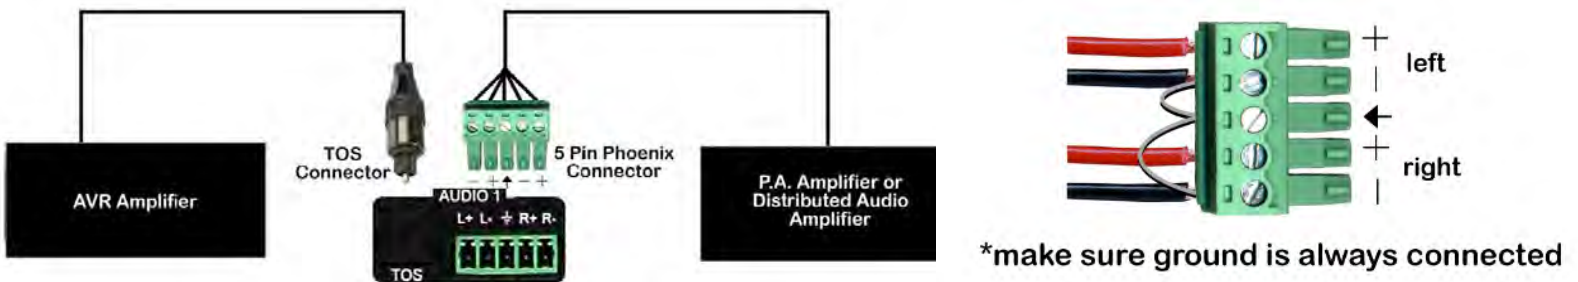 AVR Amplifier
TOS
Connector
5 Pin Phoenix
Connector
− + − +
AUDIO 1
L+ L- ⏚ R+ R-
TOS
P.A. Amplifier or
Distributed Audio
Amplifier
+
left
−
+
right
−
*make sure ground is always connected